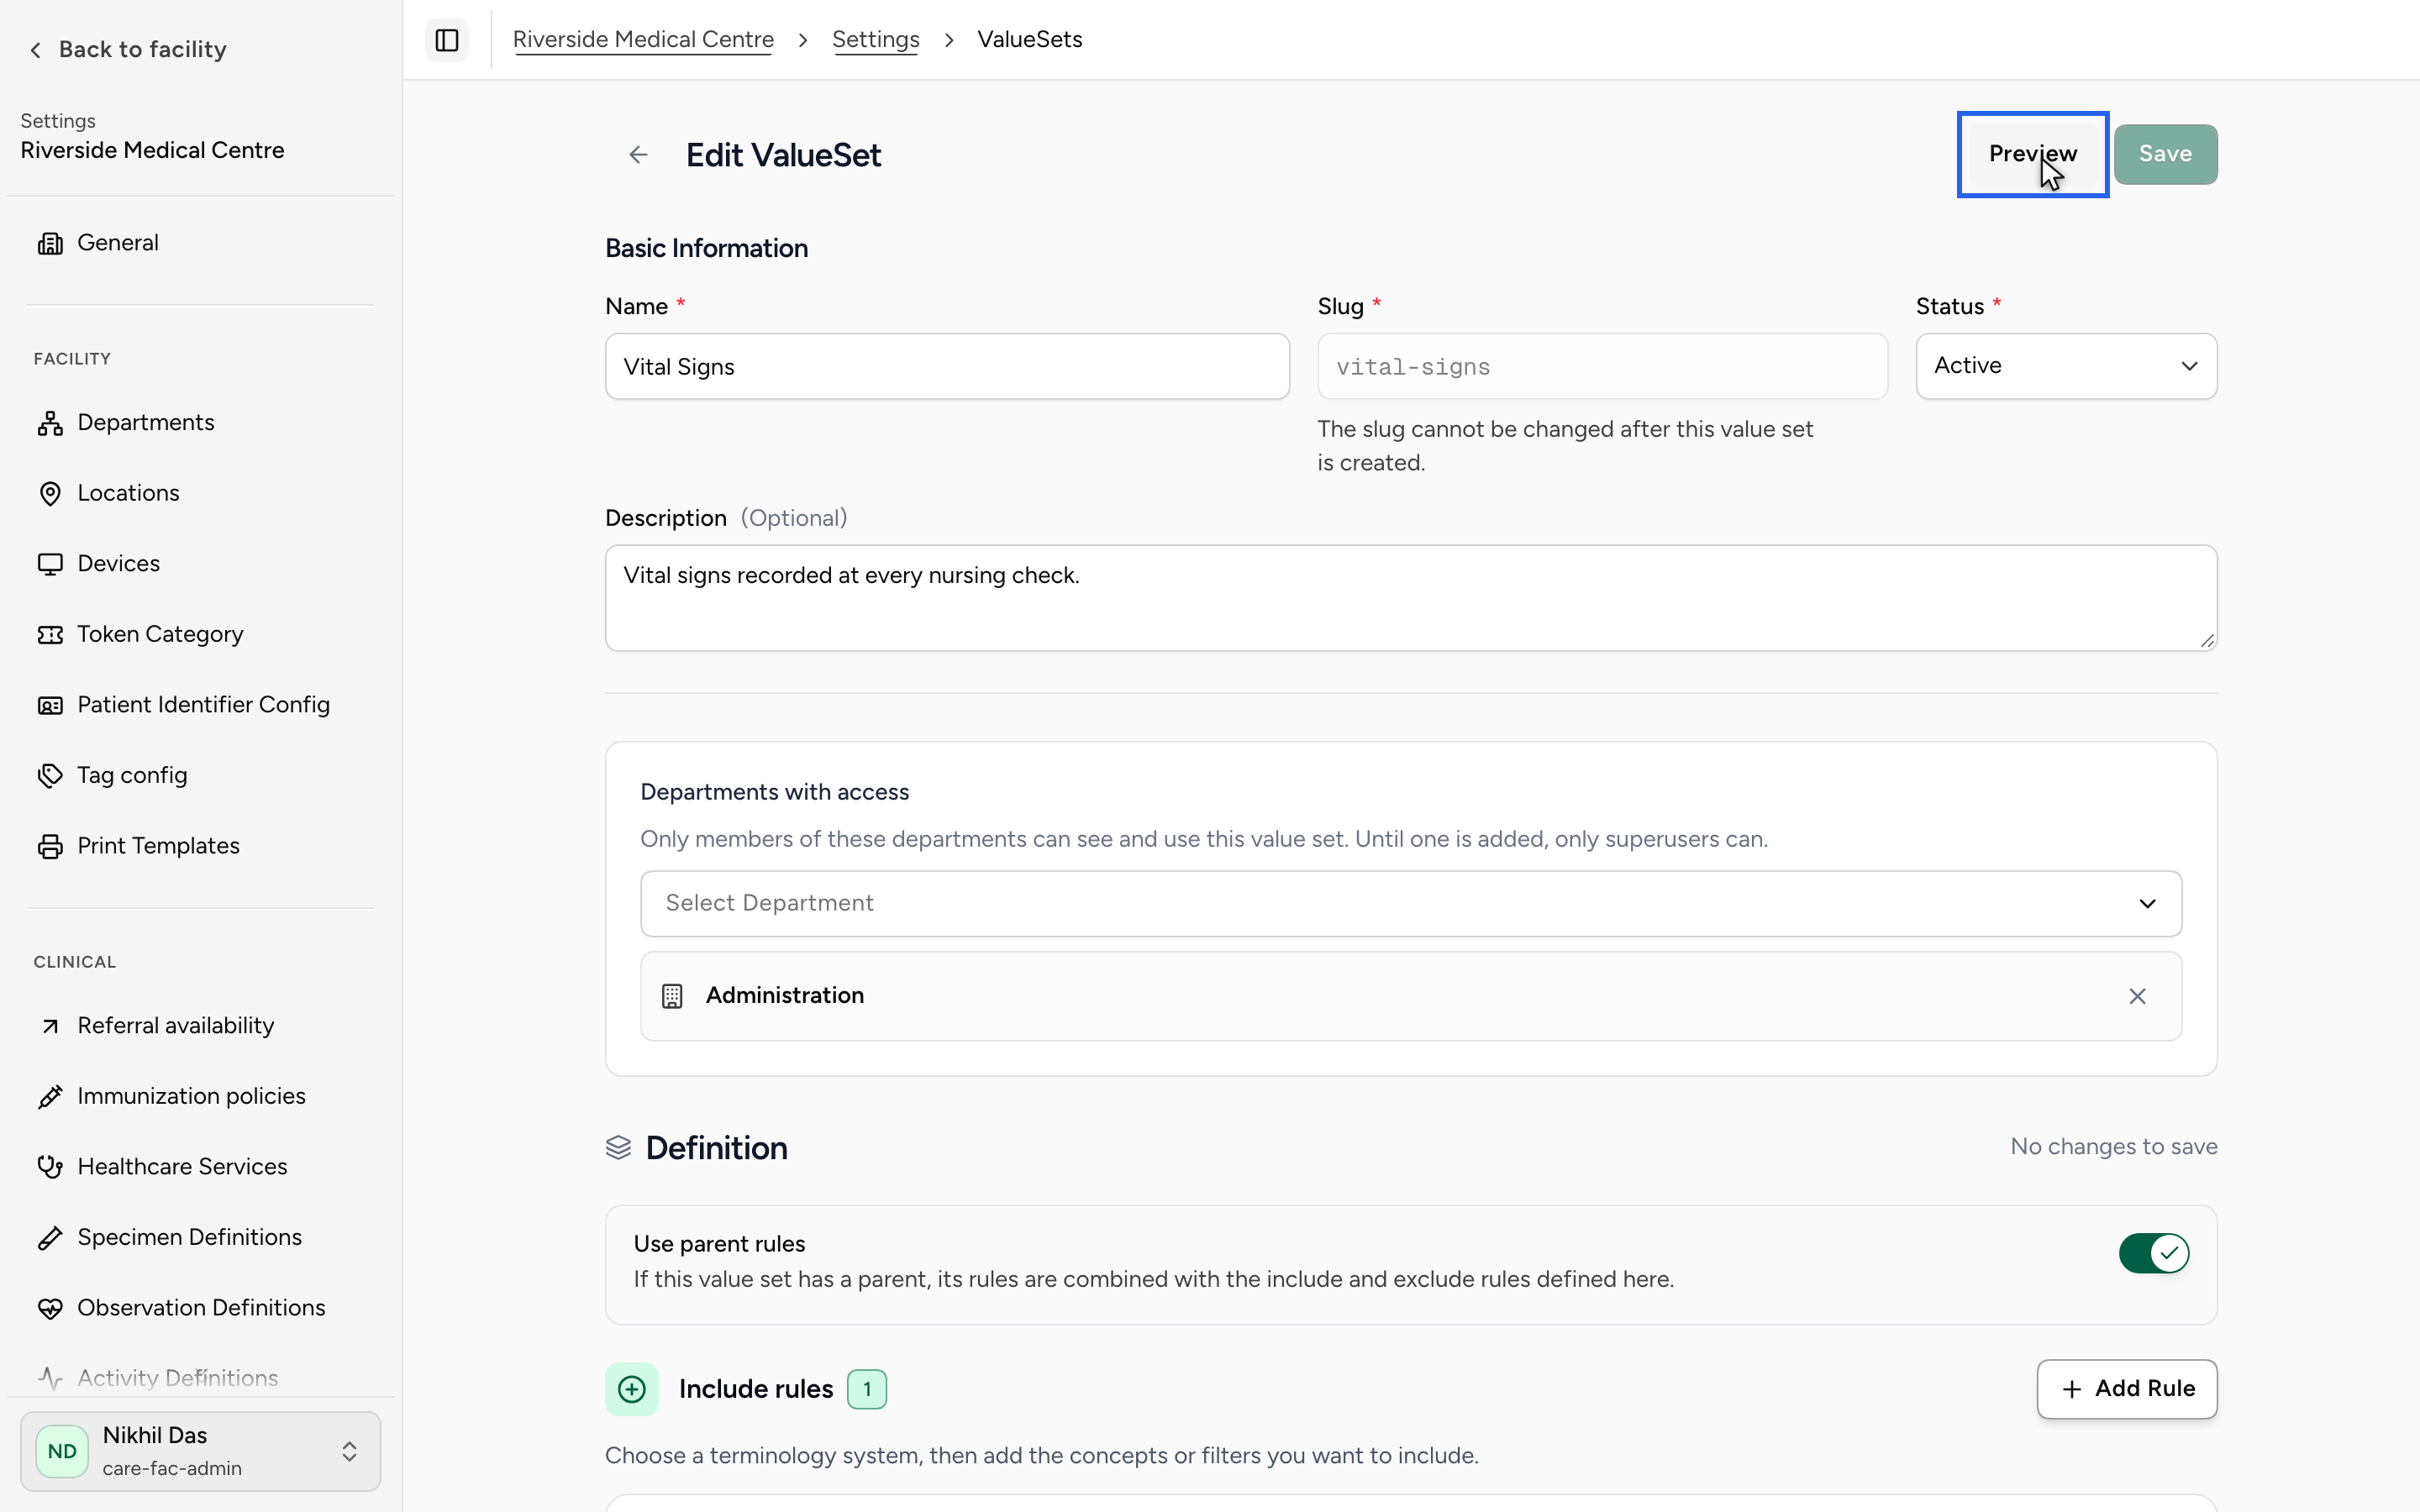 Back to facility
Riverside Medical Centre
Settings
ValueSets
Settings
Riverside Medical Centre
General
FACILITY
Departments
Locations
Devices
Token Category
Patient Identifier Config
Tag config
Print Templates
CLINICAL
Referral availability
Immunization policies
Healthcare Services
Specimen Definitions
Observation Definitions
Activity Definitions
ND
Nikhil Das
care-fac-admin
Edit ValueSet
Preview
Save
Basic Information
Name *
Slug *
Status *
Vital Signs
vital-signs
Active
The slug cannot be changed after this value set
is created.
Description (Optional)
Vital signs recorded at every nursing check.
Departments with access
Only members of these departments can see and use this value set. Until one is added, only superusers can.
Select Department
Administration
Definition
No changes to save
Use parent rules
If this value set has a parent, its rules are combined with the include and exclude rules defined here.
Include rules 1
+ Add Rule
Choose a terminology system, then add the concepts or filters you want to include.